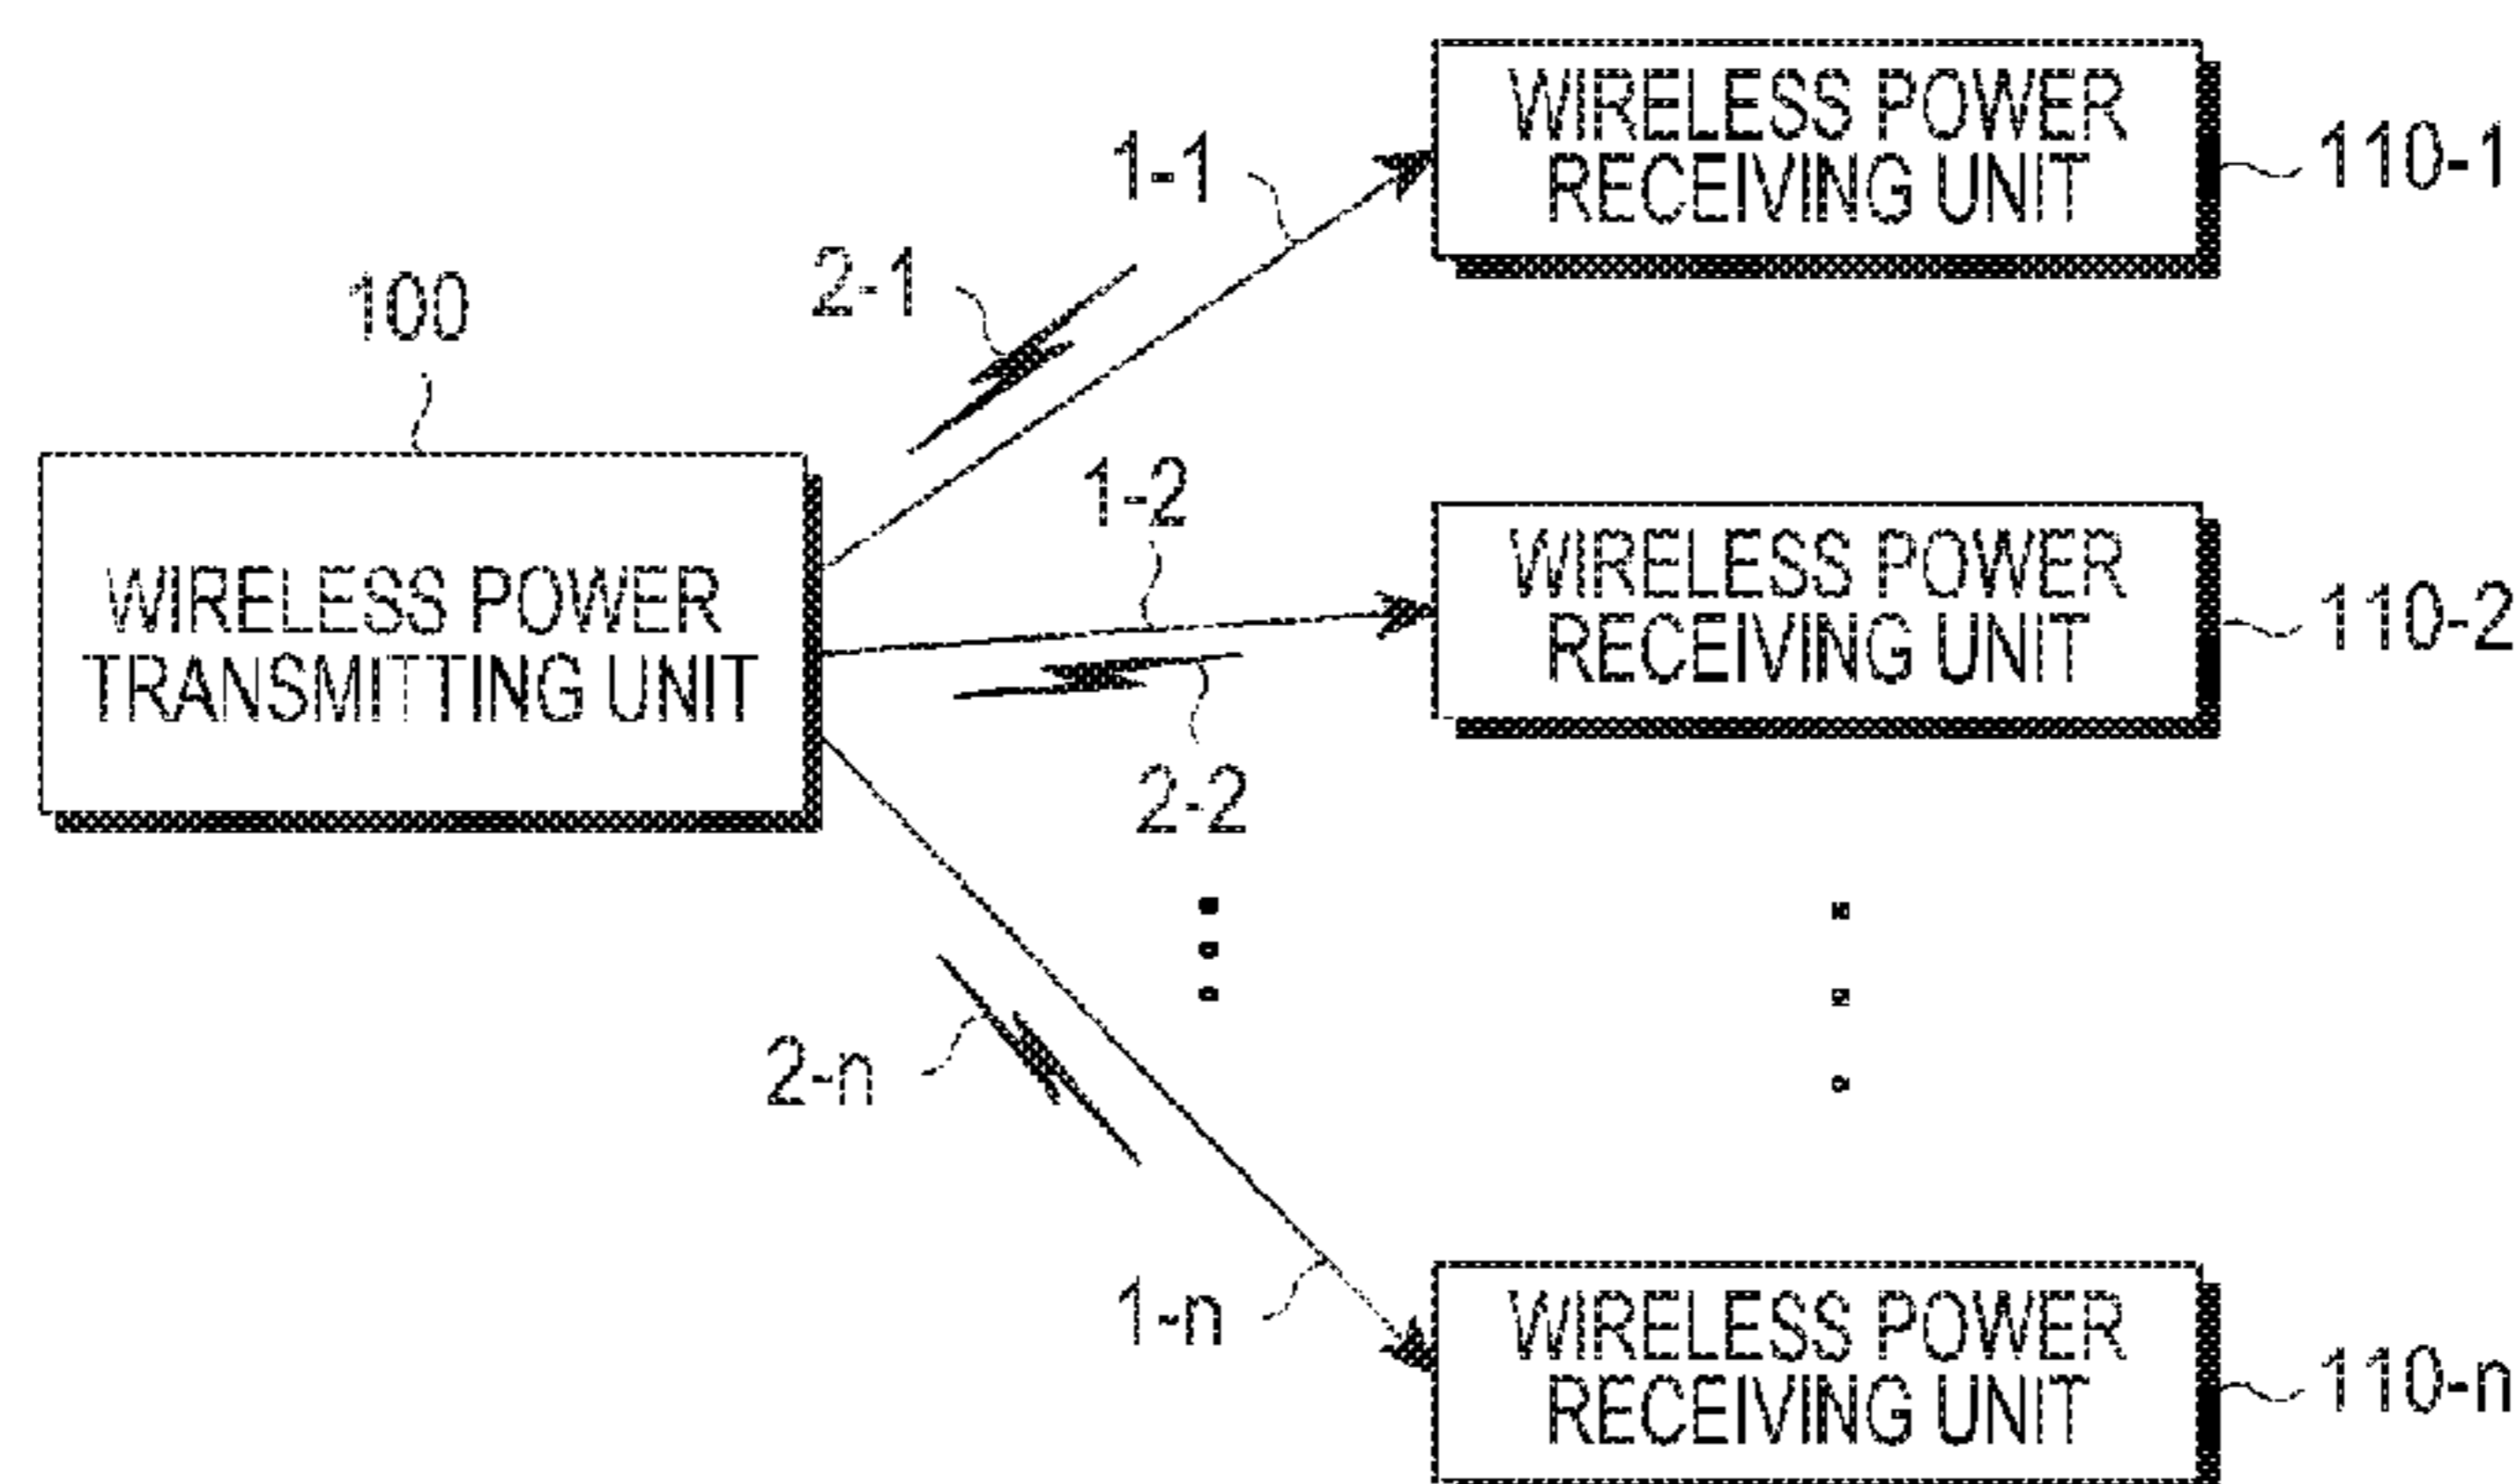 WIRELESS POWER
RECEIVING UNIT
110-1
1-1
2-1
100
1-2
WIRELESS POWER
RECEIVING UNIT
110-2
WIRELESS POWER
TRANSMITTING UNIT
2-2
2-n
1-n
WIRELESS POWER
RECEIVING UNIT
110-n